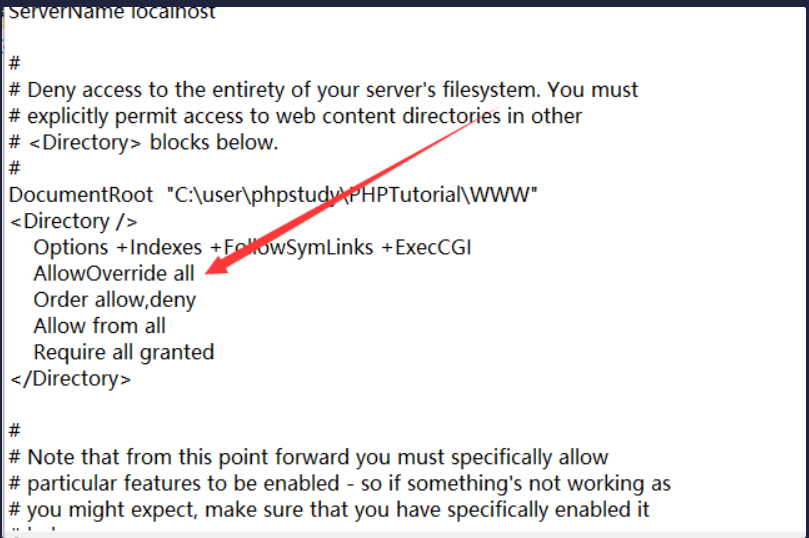 ServerName localhost
#
# Deny access to the entirety of your server's filesystem. You must
# explicitly permit access to web content directories in other
# <Directory> blocks below.
#
DocumentRoot "C:\user\phpstudy\PHPTutorial\WWW"
<Directory />
Options +Indexes +FollowSymLinks +ExecCGI
AllowOverride all
Order allow,deny
Allow from all
Require all granted
</Directory>
#
# Note that from this point forward you must specifically allow
# particular features to be enabled - so if something's not working as
# you might expect, make sure that you have specifically enabled it